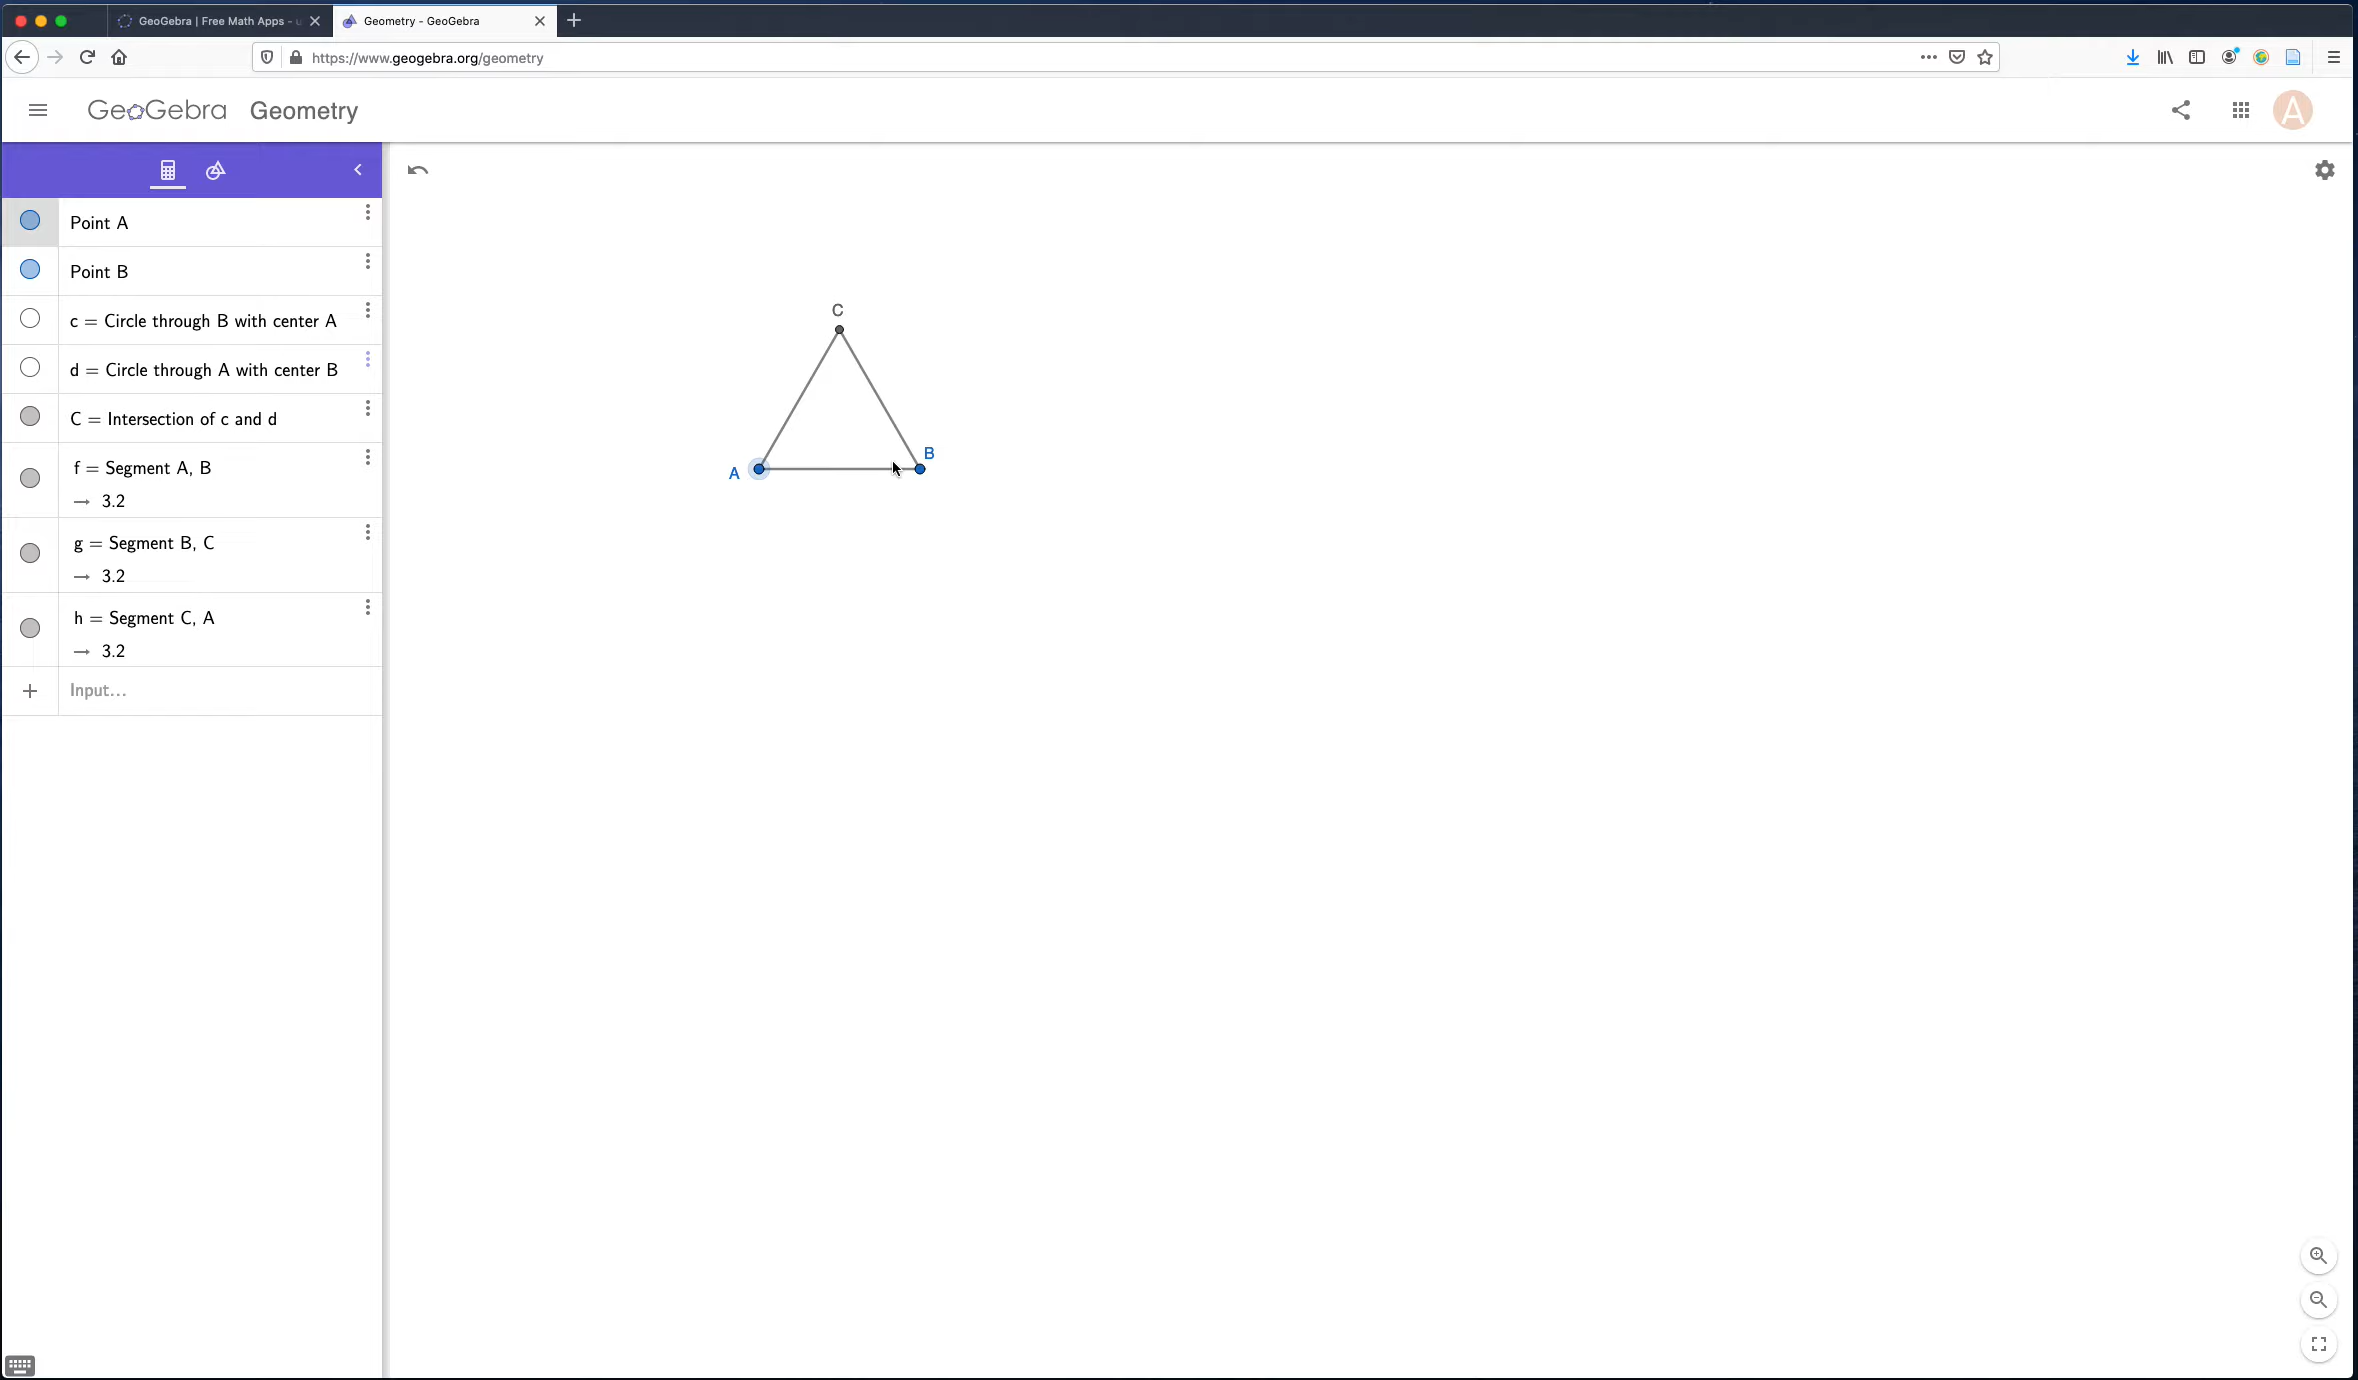 GeoGebra | Free Math Apps - u
Geometry - GeoGebra
https://www.geogebra.org/geometry
GeoGebra Geometry
A
Point A
Point B
c = Circle through B with center A
d = Circle through A with center B
C = Intersection of c and d
f = Segment A, B
→ 3.2
g = Segment B, C
→ 3.2
h = Segment C, A
→ 3.2
+ Input...
C
B
A